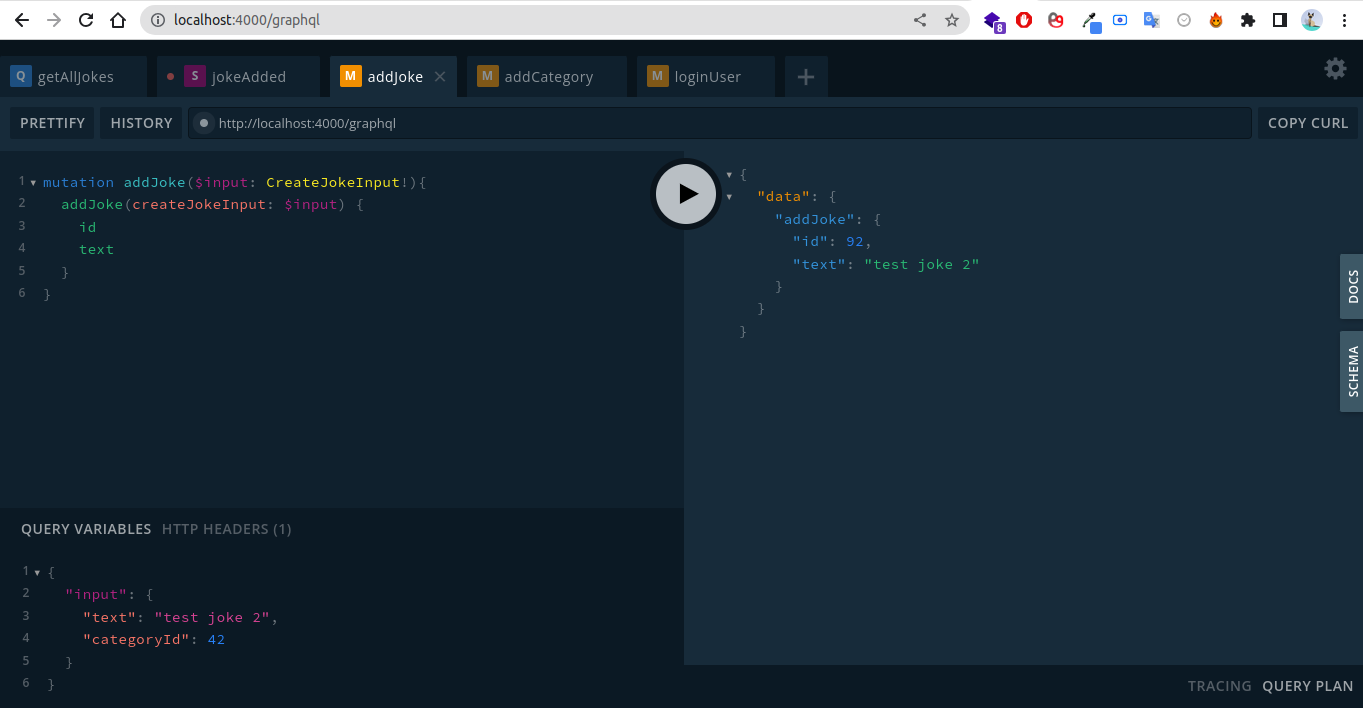 localhost:4000/graphql
8
Q getAllJokes
S jokeAdded
M addJoke
M addCategory
M loginUser
PRETTIFY
HISTORY
http://localhost:4000/graphql
COPY CURL
1 mutation addJoke($input: CreateJokeInput!){
2 addJoke(createJokeInput: $input) {
3 id
4 text
5 }
6 }
{
"data": {
"addJoke": {
"id": 92,
"text": "test joke 2"
}
}
}
DOCS
SCHEMA
QUERY VARIABLES HTTP HEADERS (1)
1 {
2 "input": {
3 "text": "test joke 2",
4 "categoryId": 42
5 }
6 }
TRACING QUERY PLAN